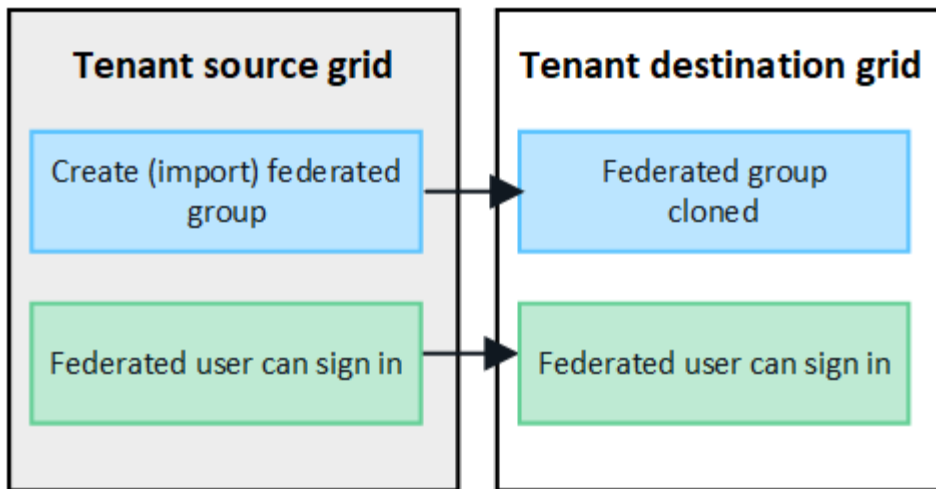 Tenant source grid
Create (import) federated
group
Federated user can sign in
Tenant destination grid
Federated group
cloned
Federated user can sign in